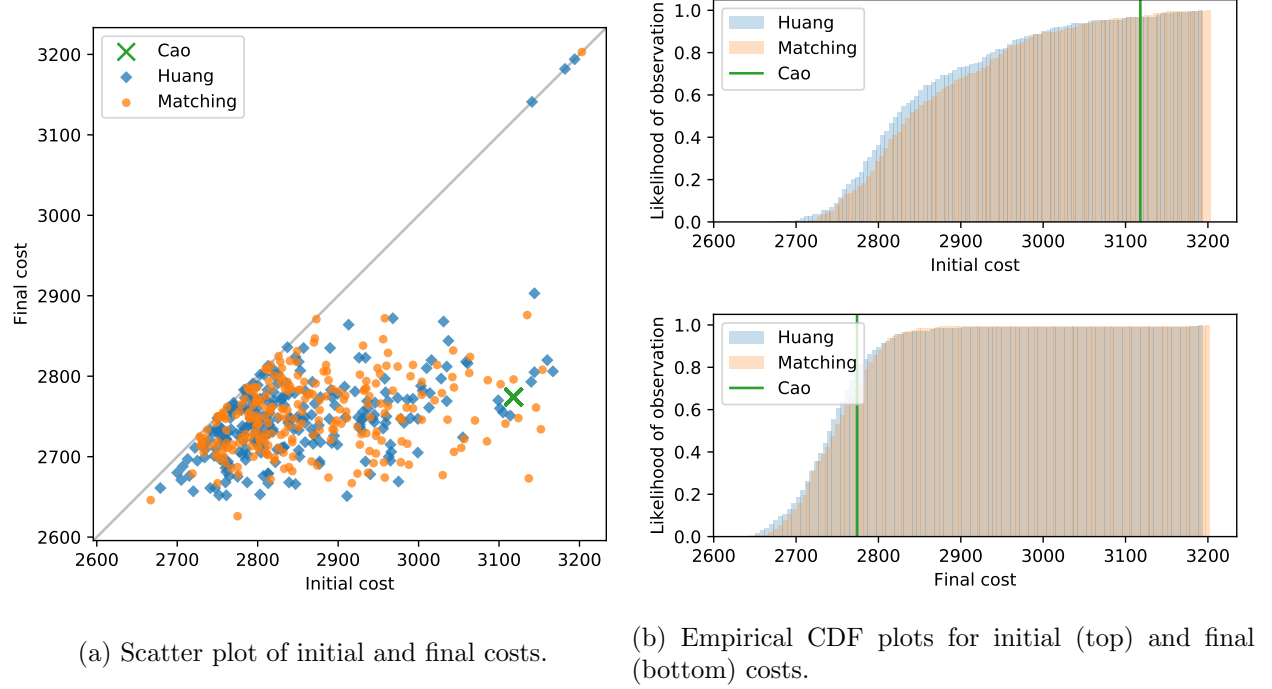 3200
3100
3000
2900
2800
2700
2600
Final cost
Cao
Huang
Matching
2600 2700 2800 2900 3000 3100 3200
Initial cost
(a) Scatter plot of initial and final costs.
1.0
0.8
0.6
0.4
0.2
0.0
Likelihood of observation
Huang
Matching
Cao
2600 2700 2800 2900 3000 3100 3200
Initial cost
1.0
0.8
0.6
0.4
0.2
0.0
Likelihood of observation
Huang
Matching
Cao
2600 2700 2800 2900 3000 3100 3200
Final cost
(b) Empirical CDF plots for initial (top) and final
(bottom) costs.